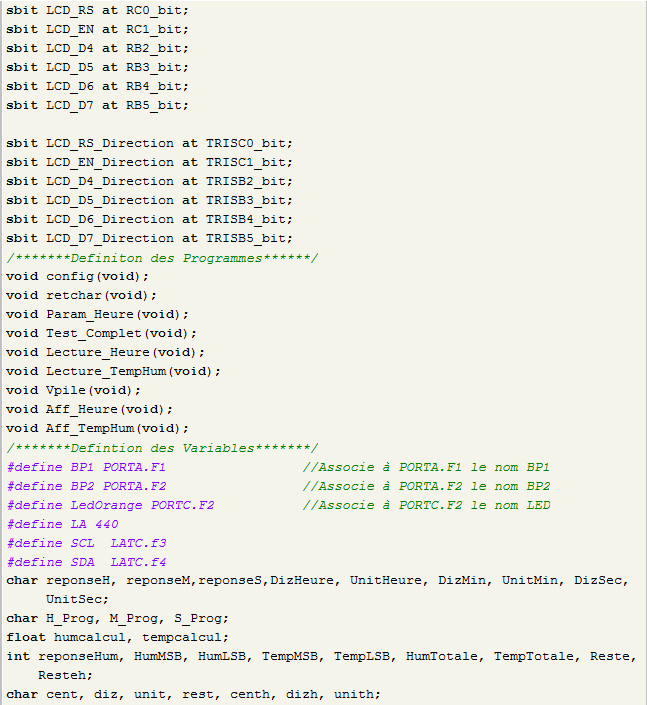 sbit LCD_RS at RC0_bit;
sbit LCD_EN at RC1_bit;
sbit LCD_D4 at RB2_bit;
sbit LCD_D5 at RB3_bit;
sbit LCD_D6 at RB4_bit;
sbit LCD_D7 at RB5_bit;
sbit LCD_RS_Direction at TRISC0_bit;
sbit LCD_EN_Direction at TRISC1_bit;
sbit LCD_D4_Direction at TRISB2_bit;
sbit LCD_D5_Direction at TRISB3_bit;
sbit LCD_D6_Direction at TRISB4_bit;
sbit LCD_D7_Direction at TRISB5_bit;
/*******Definiton des Programmes******/
void config(void);
void retchar(void);
void Param_Heure(void);
void Test_Complet(void);
void Lecture_Heure(void);
void Lecture_TempHum(void);
void Vpile(void);
void Aff_Heure(void);
void Aff_TempHum(void);
/*******Defintion des Variables*******/
#define BP1 PORTA.F1 //Associe à PORTA.F1 le nom BP1
#define BP2 PORTA.F2 //Associe à PORTA.F2 le nom BP2
#define LedOrange PORTC.F2 //Associe à PORTC.F2 le nom LED
#define LA 440
#define SCL LATC.f3
#define SDA LATC.f4
char reponseH, reponseM,reponseS,DizHeure, UnitHeure, DizMin, UnitMin, DizSec,
UnitSec;
char H_Prog, M_Prog, S_Prog;
float humcalcul, tempcalcul;
int reponseHum, HumMSB, HumLSB, TempMSB, TempLSB, HumTotale, TempTotale, Reste,
Resteh;
char cent, diz, unit, rest, centh, dizh, unith;